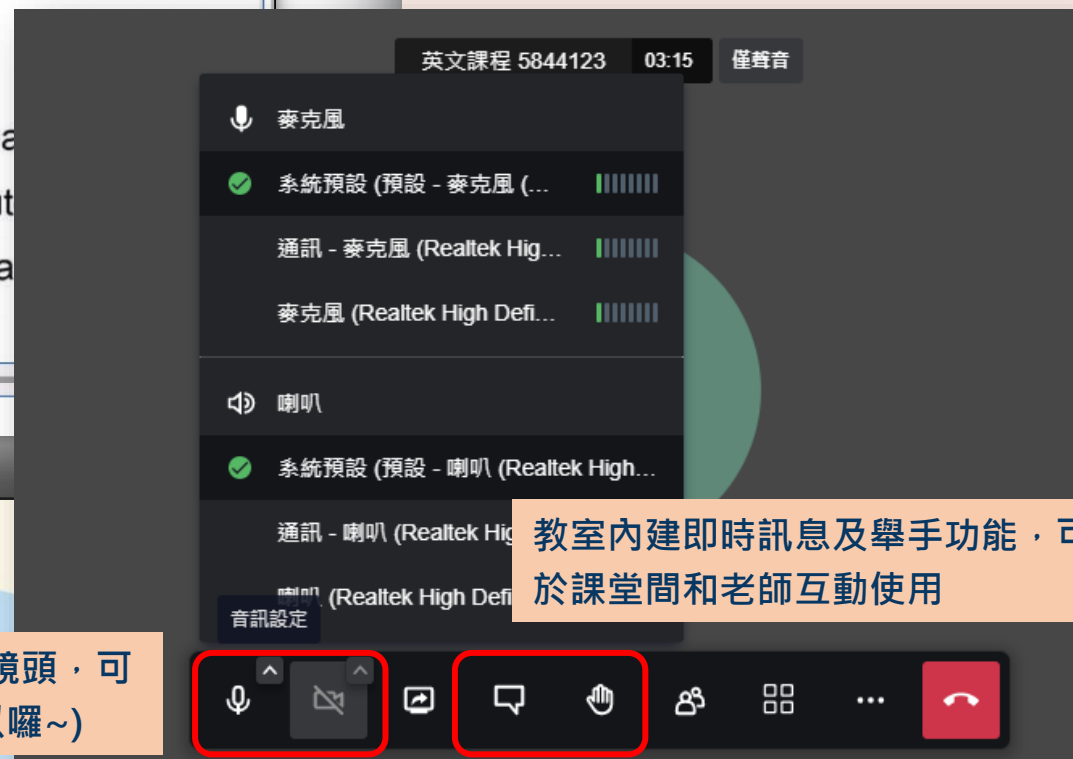 英文課程 5844123 03:15 僅聲音
麥克風
系統預設 (預設 - 麥克風 (...
通訊 - 麥克風 (Realtek Hig...
麥克風 (Realtek High Defi...
喇叭
系統預設 (預設 - 喇叭 (Realtek High...
通訊 - 喇叭 (Realtek Hig
喇叭 (Realtek High Defi
音訊設定
教室內建即時訊息及舉手功能，可
於課堂間和老師互動使用
鏡頭，可
囉~)